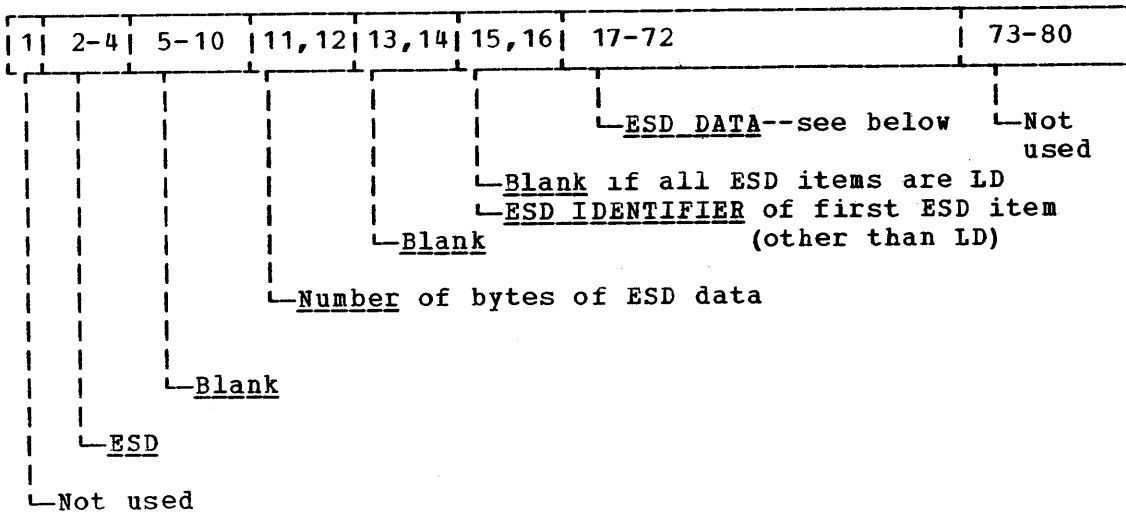 1 2-4 5-10 11,12 13,14 15,16 17-72 73-80
ESD DATA--see below
Not
used
Blank if all ESD items are LD
ESD IDENTIFIER of first ESD item
(other than LD)
Blank
Number of bytes of ESD data
Blank
ESD
Not used